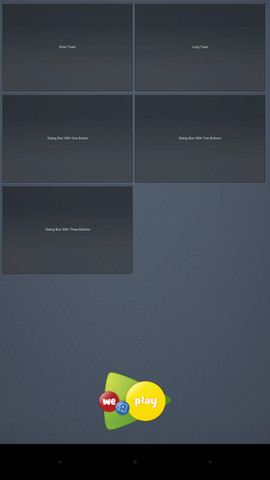 Short Toast
Long Toast
Dialog Box With One Button
Dialog Box With Two Buttons
Dialog Box With Three Buttons
we
play